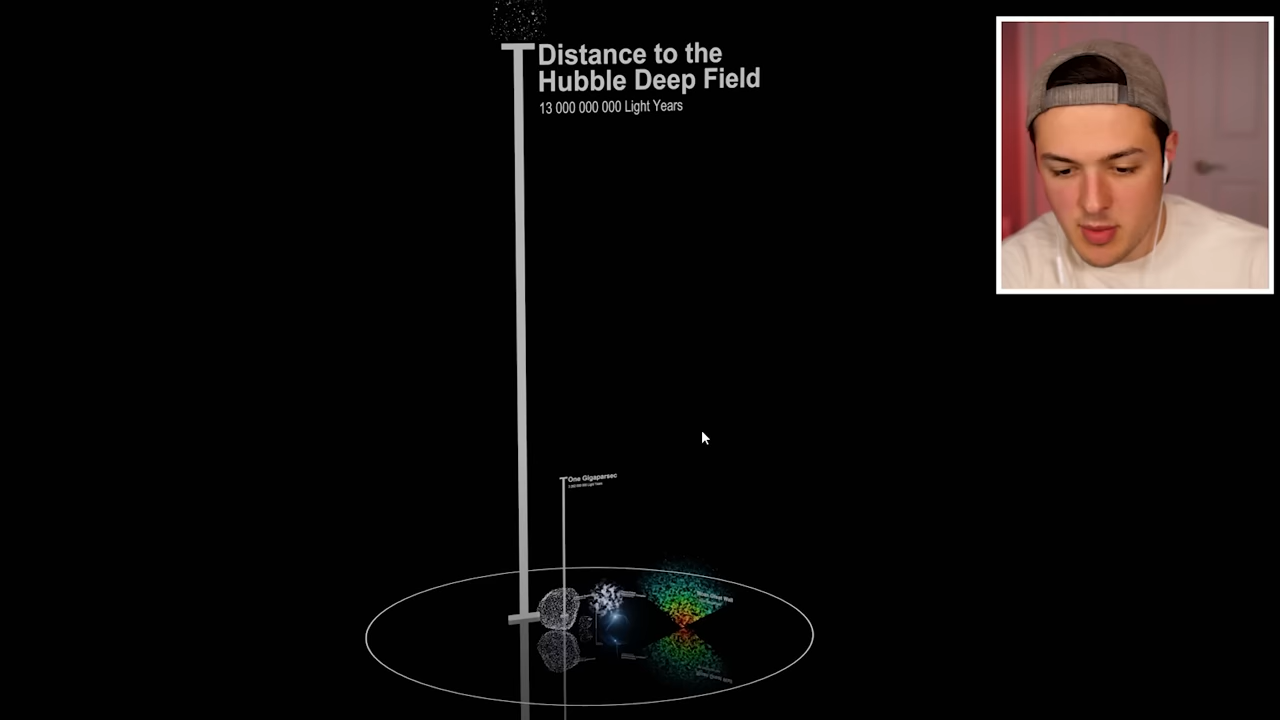 Distance to the
Hubble Deep Field
13 000 000 000 Light Years
One Gigaparsec